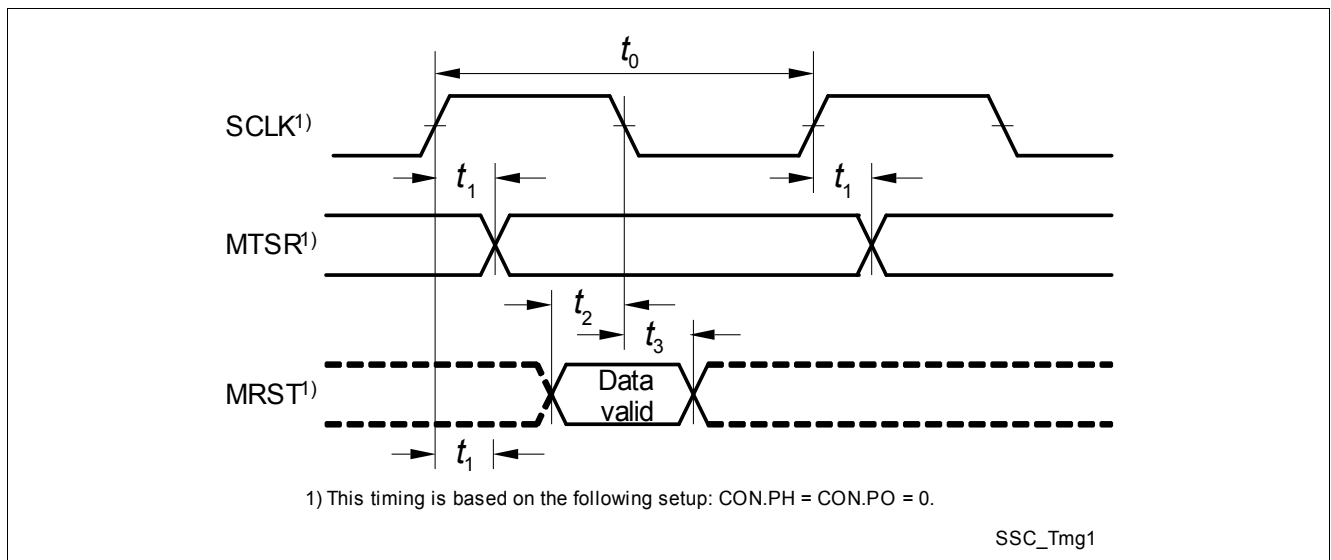 t0
SCLK1)
t1 t1
MTSR1)
t2
t3
MRST1)
Data
valid
t1
1) This timing is based on the following setup: CON.PH = CON.PO = 0.
SSC_Tmg1